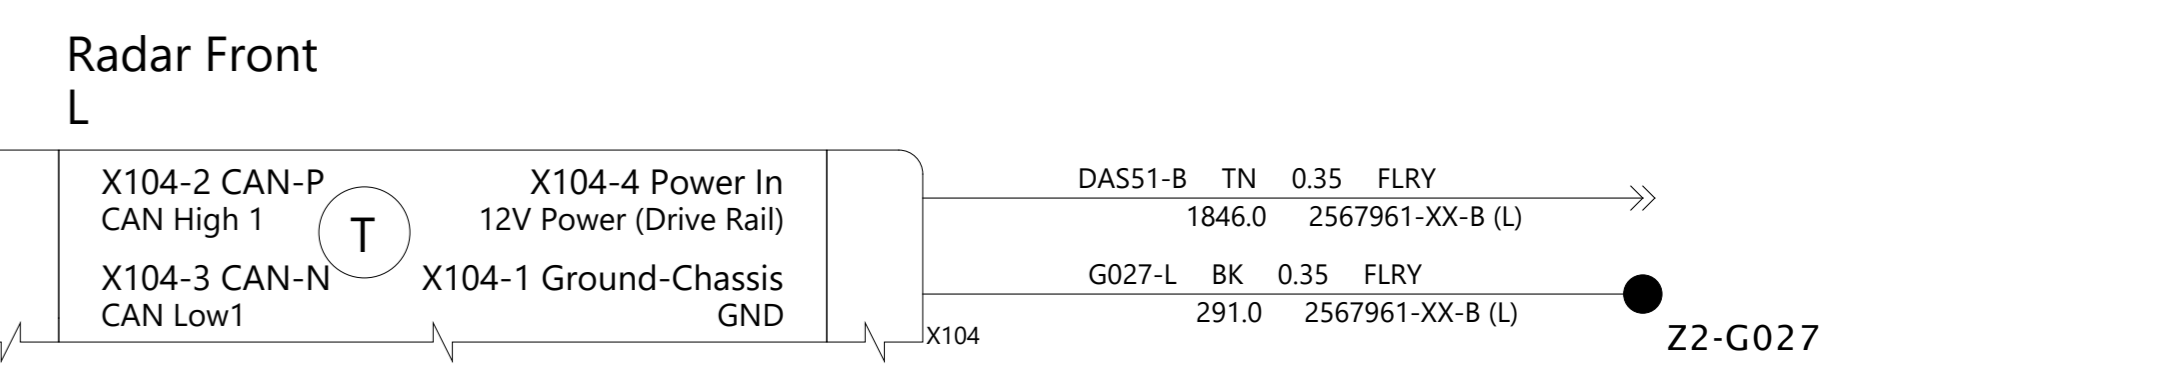 Radar Front
L
X104-2 CAN-P
CAN High 1
X104-3 CAN-N
CAN Low1
T
X104-4 Power In
12V Power (Drive Rail)
X104-1 Ground-Chassis
GND
X104
DAS51-B TN 0.35 FLRY
1846.0 2567961-XX-B (L)
G027-L BK 0.35 FLRY
291.0 2567961-XX-B (L)
Z2-G027